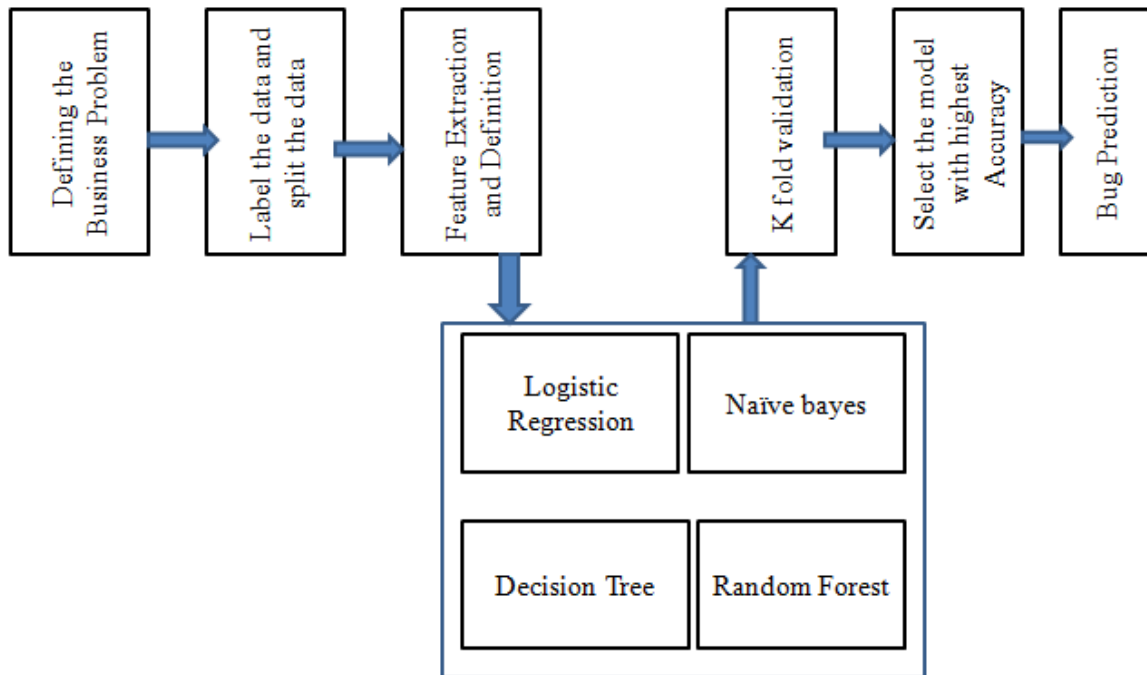 Defining the
Business Problem
Label the data and
split the data
Feature Extraction
and Definition
K fold validation
Select the model
with highest
Accuracy
Bug Prediction
Logistic
Regression
Naïve bayes
Decision Tree
Random Forest